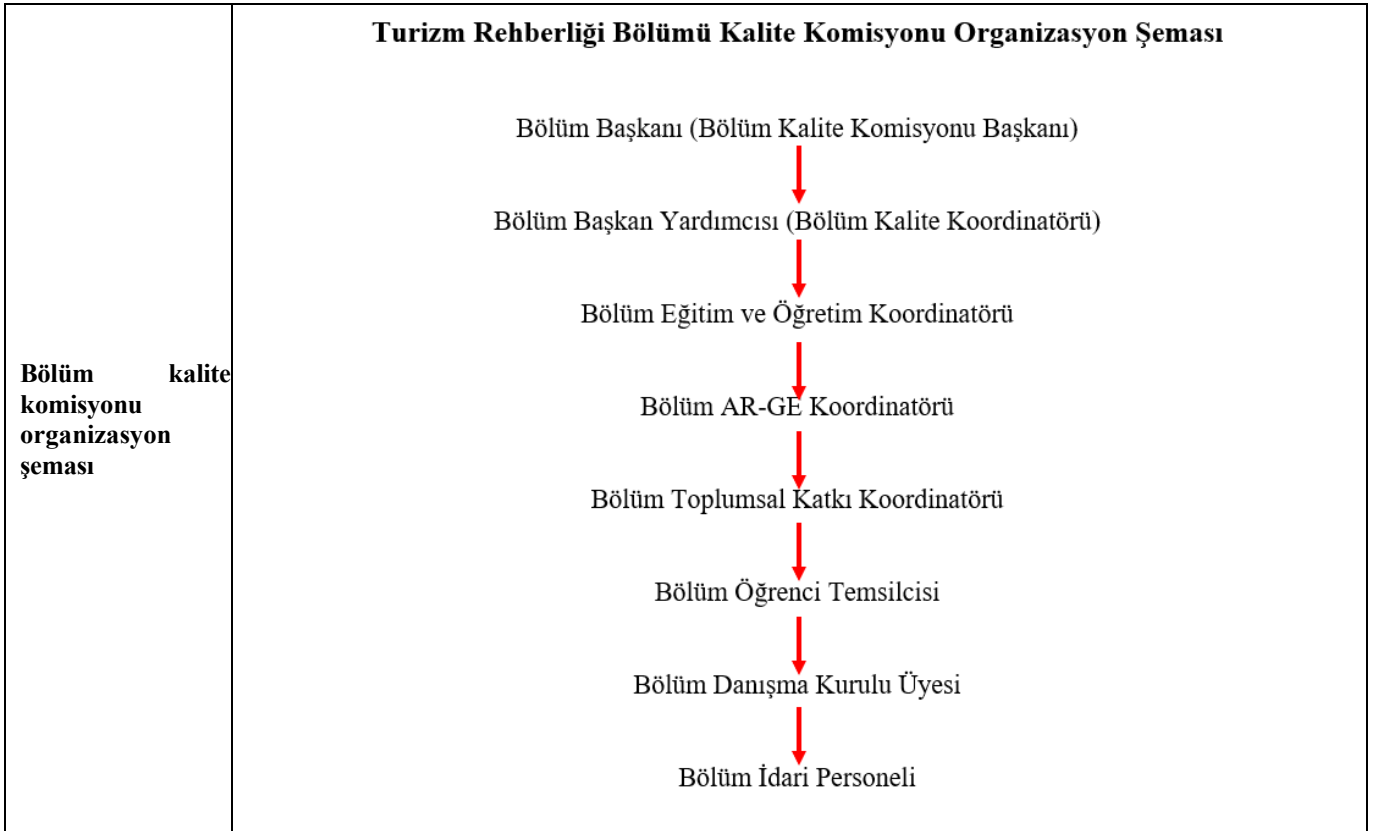 Turizm Rehberliği Bölümü Kalite Komisyonu Organizasyon Şeması
Bölüm Başkanı (Bölüm Kalite Komisyonu Başkanı)
Bölüm Başkan Yardımcısı (Bölüm Kalite Koordinatörü)
Bölüm Eğitim ve Öğretim Koordinatörü
Bölüm AR-GE Koordinatörü
Bölüm Toplumsal Katkı Koordinatörü
Bölüm Öğrenci Temsilcisi
Bölüm Danışma Kurulu Üyesi
Bölüm İdari Personeli
Bölüm kalite
komisyonu
organizasyon
şeması